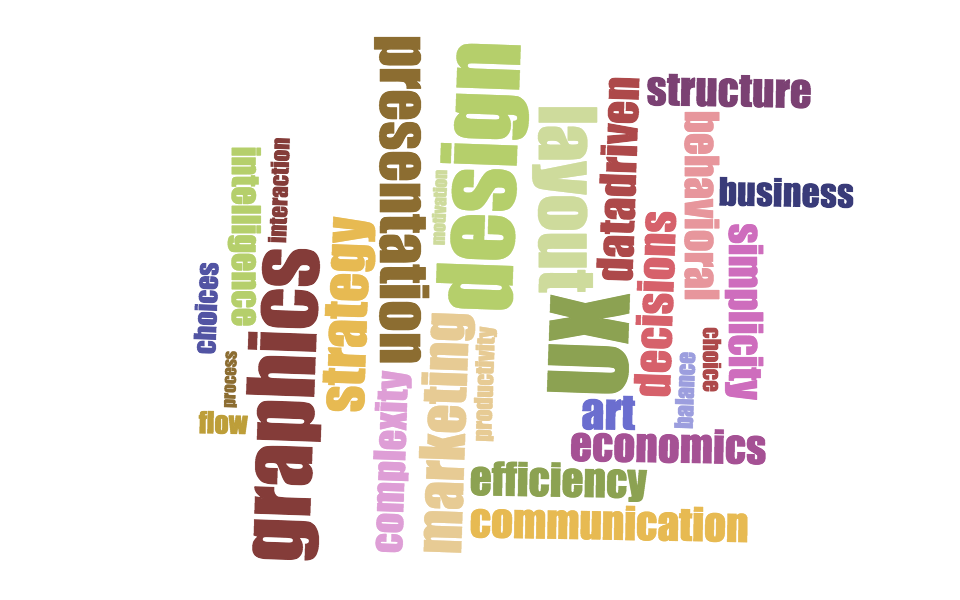 presentation
design
structure
datadriven
layout
behavioral
interaction
intelligence
motivation
business
strategy
decisions
simplicity
graphics
choices
ux
marketing
productivity
choice
process
balance
complexity
art
flow
economics
efficiency
communication